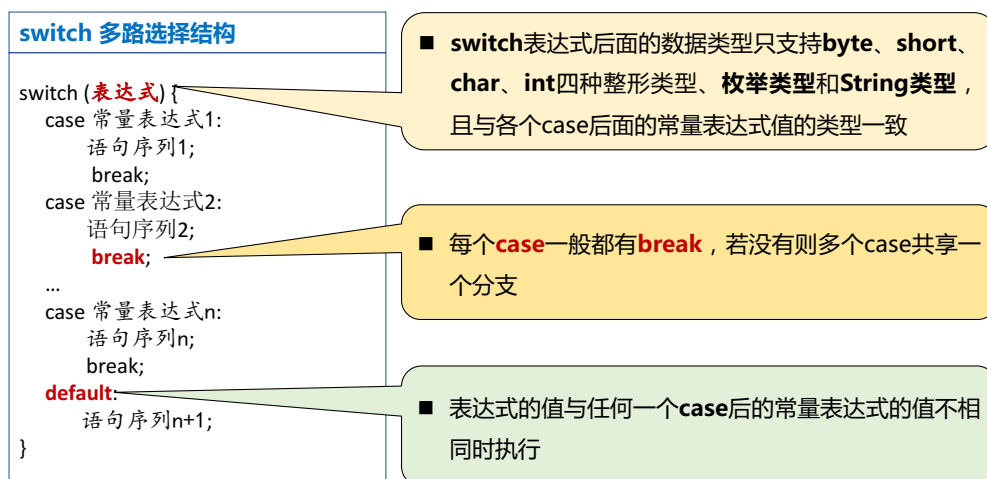 switch 多路选择结构
switch (表达式) {
case 常量表达式1:
语句序列1;
break;
case 常量表达式2:
语句序列2;
break;
…
case 常量表达式n:
语句序列n;
break;
default:
语句序列n+1;
}
■ switch表达式后面的数据类型只支持byte、short、
char、int四种整形类型、枚举类型和String类型，
且与各个case后面的常量表达式值的类型一致
■ 每个case一般都有break，若没有则多个case共享一
个分支
■ 表达式的值与任何一个case后的常量表达式的值不相
同时执行